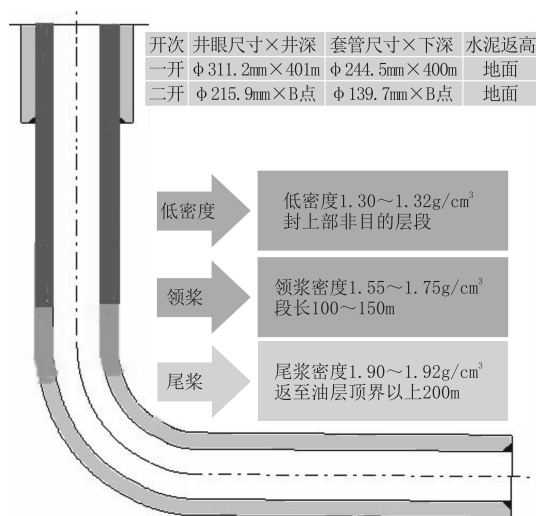 开次 井眼尺寸×井深 套管尺寸×下深 水泥返高
一开 φ311.2mm×401m φ244.5mm×400m 地面
二开 φ215.9mm×B点 φ139.7mm×B点 地面
低密度
低密度1.30～1.32g/cm³
封上部非目的层段
领浆
领浆密度1.55～1.75g/cm³
段长100～150m
尾浆
尾浆密度1.90～1.92g/cm³
返至油层顶界以上200m